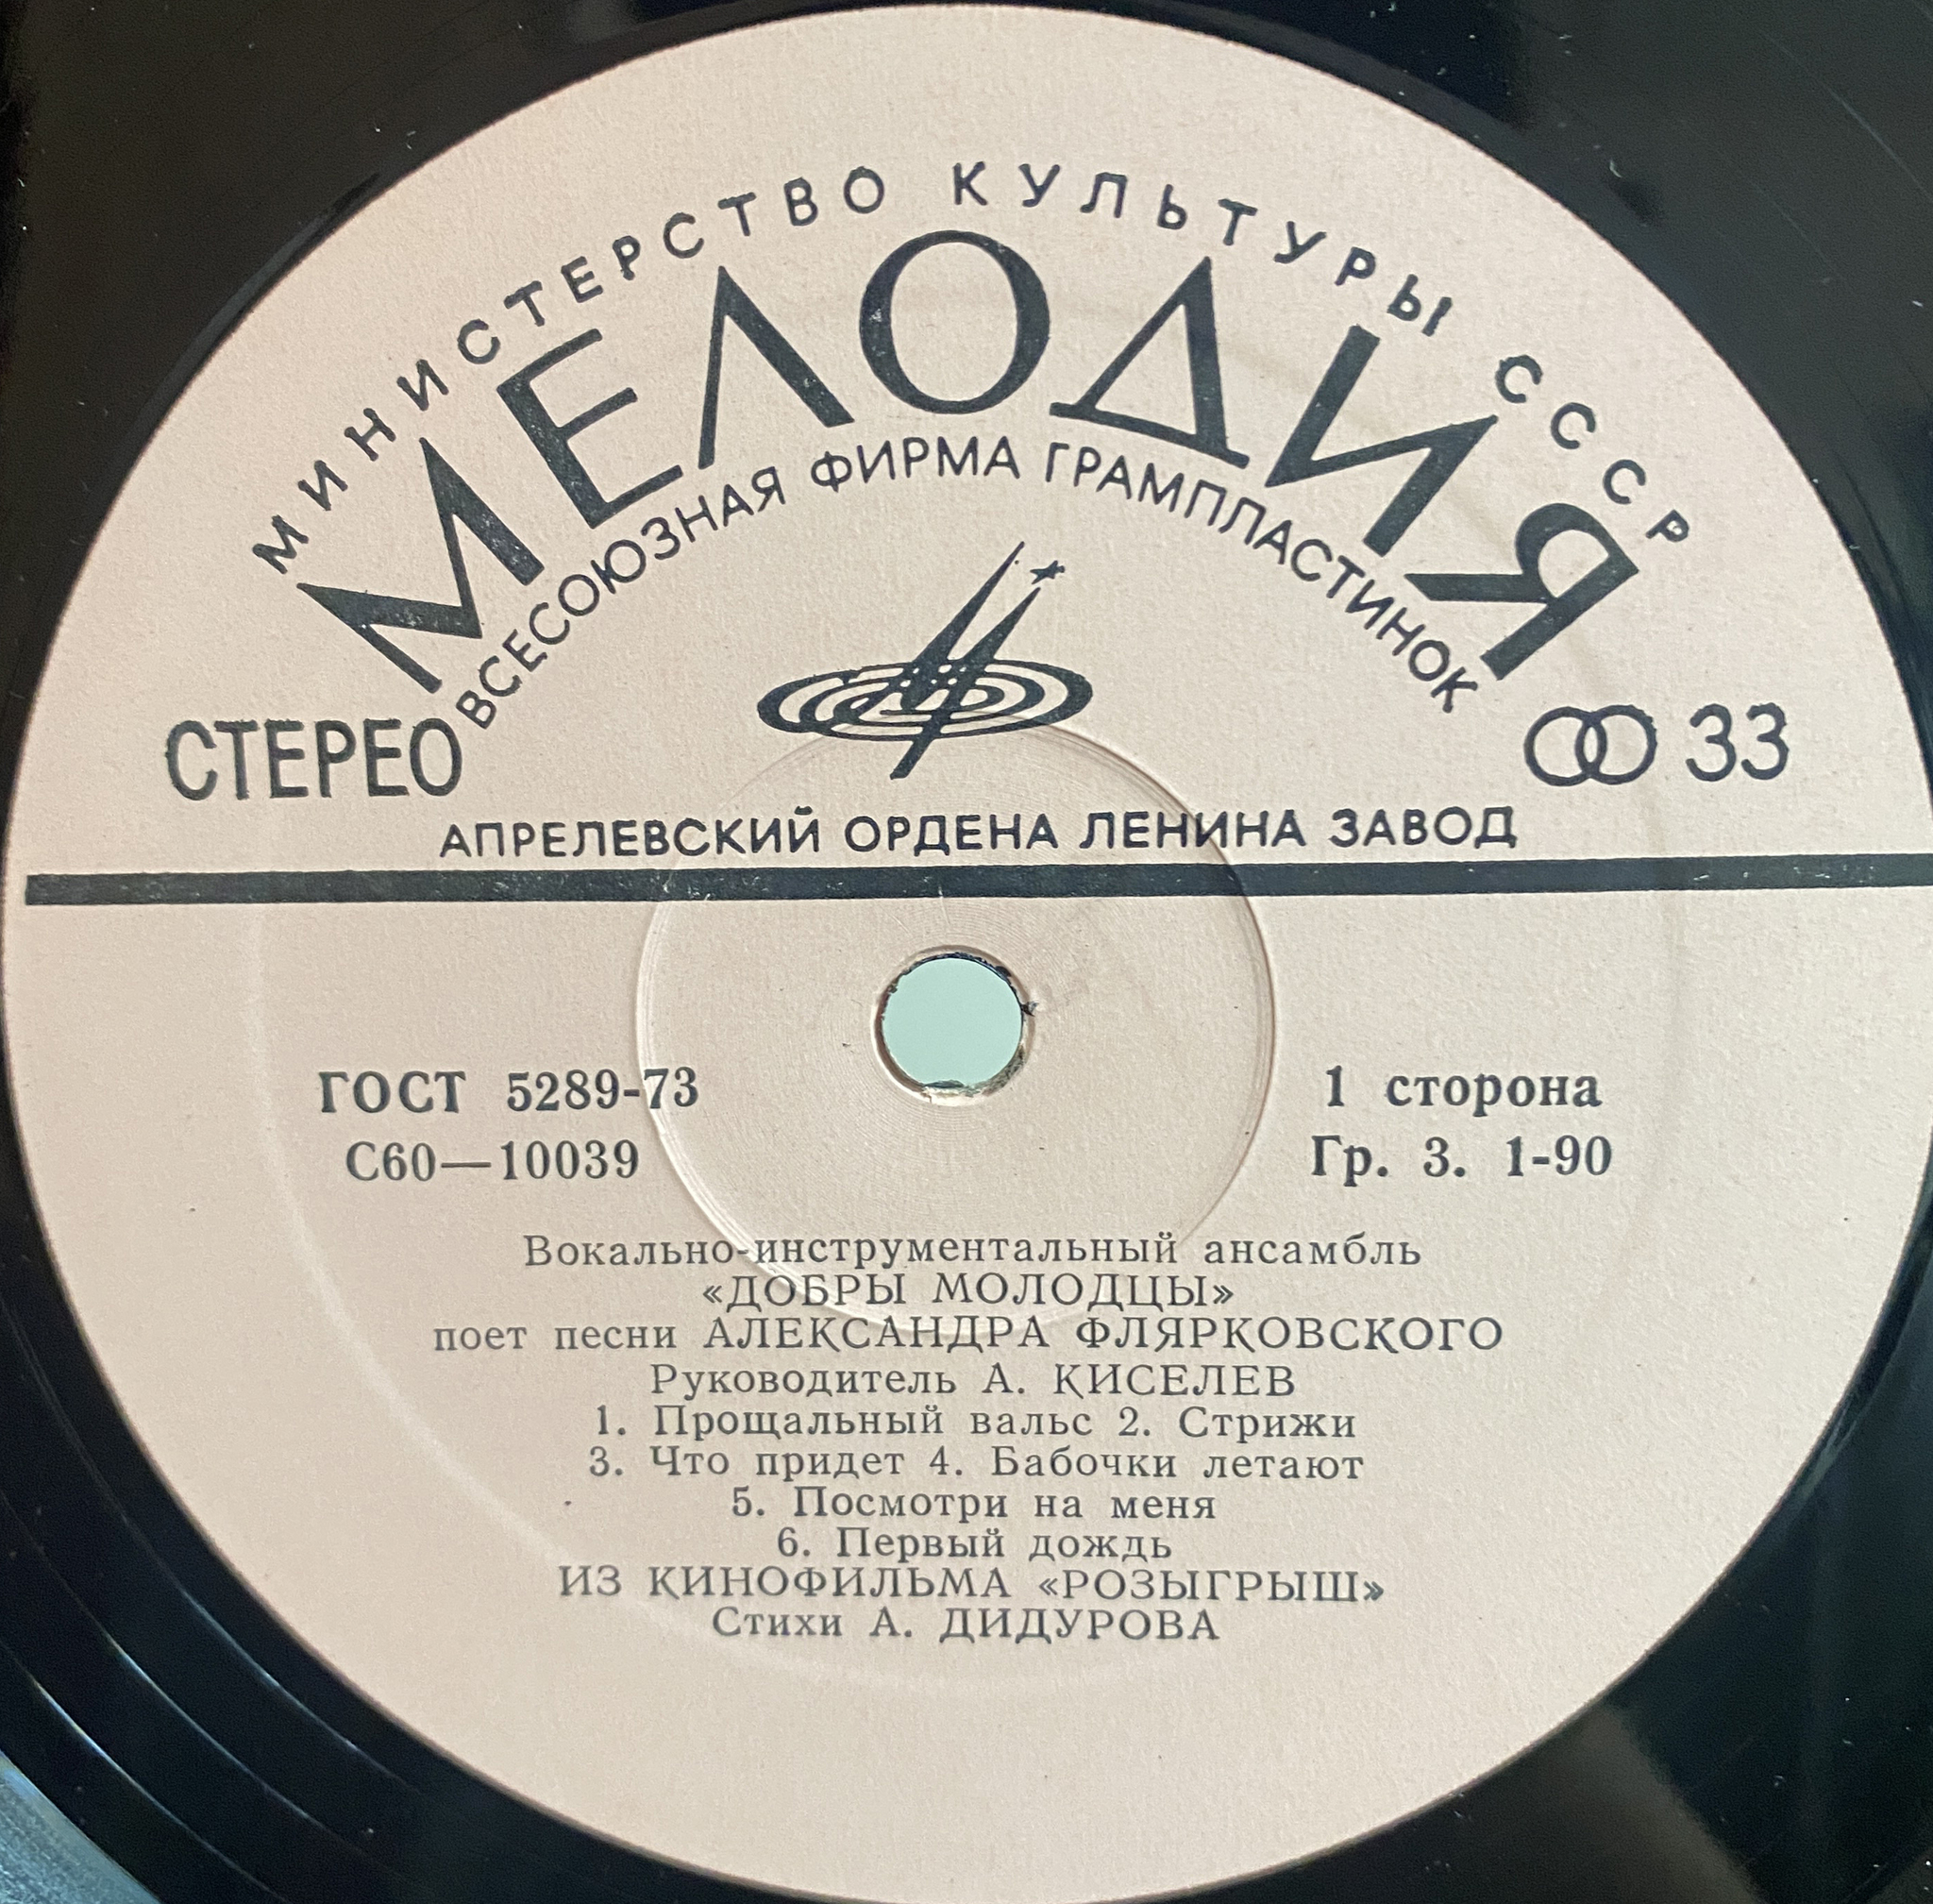 МИНИСТЕРСТВО КУЛЬТУРЫ СССР
МЕЛОДИЯ
ВСЕСОЮЗНАЯ ФИРМА ГРАМПЛАСТИНОК
СТЕРЕО
33
АПРЕЛЕВСКИЙ ОРДЕНА ЛЕНИНА ЗАВОД
ГОСТ 5289-73
С60—10039
1 сторона
Гр. 3. 1-90
Вокально-инструментальный ансамбль
«ДОБРЫ МОЛОДЦЫ»
поет песни АЛЕКСАНДРА ФЛЯРКОВСКОГО
Руководитель А. КИСЕЛЕВ
1. Прощальный вальс 2. Стрижи
3. Что придет 4. Бабочки летают
5. Посмотри на меня
6. Первый дождь
ИЗ КИНОФИЛЬМА «РОЗЫГРЫШ»
Стихи А. ДИДУРОВА